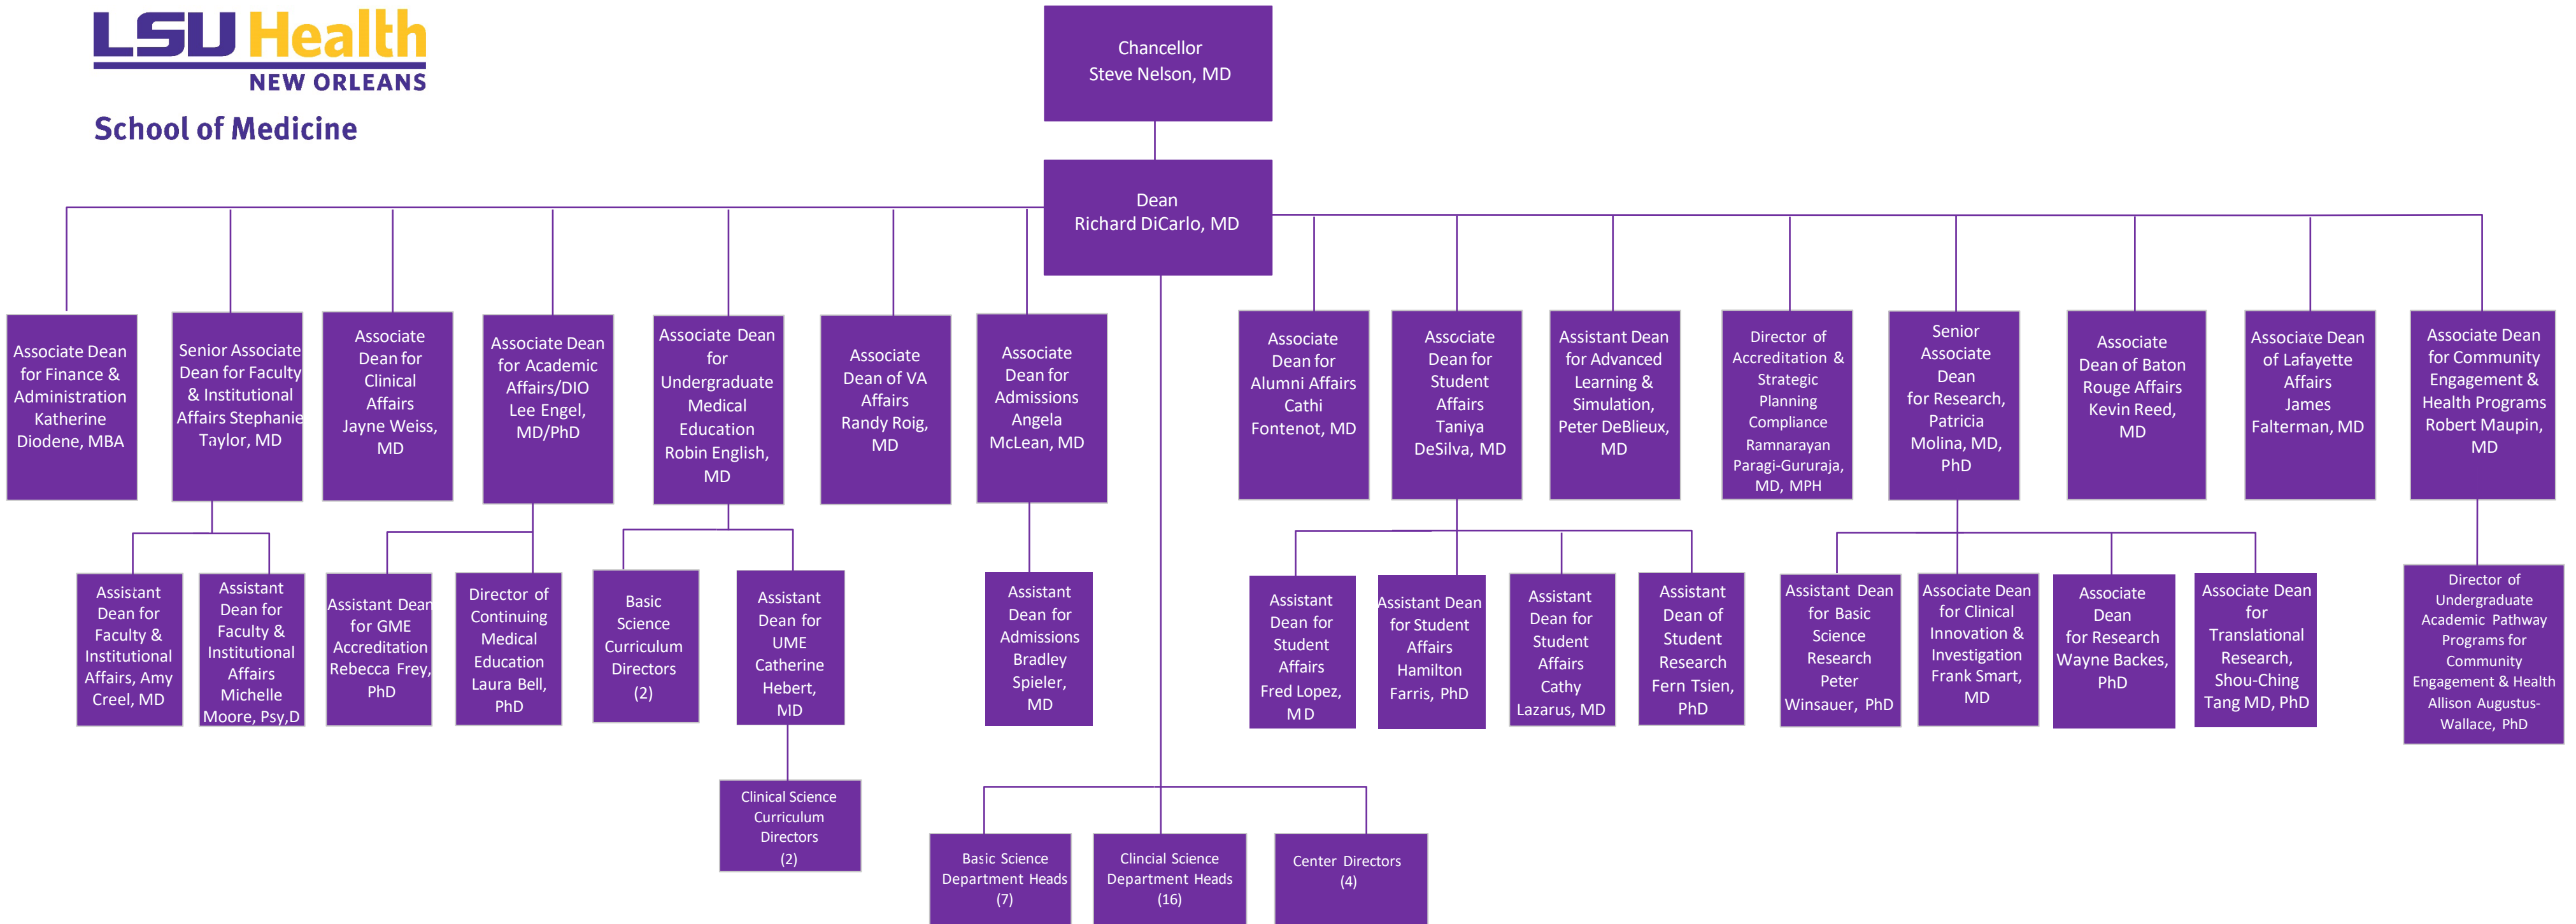 LSU Health
NEW ORLEANS
School of Medicine
Chancellor
Steve Nelson, MD
Dean
Richard DiCarlo, MD
Associate Dean
for Finance &
Administration
Katherine
Diodene, MBA
Senior Associate
Dean for Faculty
& Institutional
Affairs Stephanie
Taylor, MD
Associate
Dean for
Clinical
Affairs
Jayne Weiss,
MD
Associate Dean
for Academic
Affairs/DIO
Lee Engel,
MD/PhD
Associate Dean
for
Undergraduate
Medical
Education
Robin English,
MD
Associate
Dean of VA
Affairs
Randy Roig,
MD
Associate
Dean for
Admissions
Angela
McLean, MD
Associate
Dean for
Alumni Affairs
Cathi
Fontenot, MD
Associate
Dean for
Student
Affairs
Taniya
DeSilva, MD
Assistant Dean
for Advanced
Learning &
Simulation,
Peter DeBlieux,
MD
Director of
Accreditation &
Strategic
Planning
Compliance
Ramnarayan
Paragi-Gururaja,
MD, MPH
Senior
Associate
Dean
for Research,
Patricia
Molina, MD,
PhD
Associate
Dean of Baton
Rouge Affairs
Kevin Reed,
MD
Associate Dean
of Lafayette
Affairs
James
Falterman, MD
Associate Dean
for Community
Engagement &
Health Programs
Robert Maupin,
MD
Assistant
Dean for
Faculty &
Institutional
Affairs, Amy
Creel, MD
Assistant
Dean for
Faculty &
Institutional
Affairs
Michelle
Moore, Psy,D
Assistant Dean
for GME
Accreditation
Rebecca Frey,
PhD
Director of
Continuing
Medical
Education
Laura Bell,
PhD
Basic
Science
Curriculum
Directors
(2)
Assistant
Dean for
UME
Catherine
Hebert,
MD
Assistant
Dean for
Admissions
Bradley
Spieler,
MD
Assistant
Dean for
Student
Affairs
Fred Lopez,
MD
Assistant Dean
for Student
Affairs
Hamilton
Farris, PhD
Assistant
Dean for
Student
Affairs
Cathy
Lazarus, MD
Assistant
Dean of
Student
Research
Fern Tsien,
PhD
Assistant Dean
for Basic
Science
Research
Peter
Winsauer, PhD
Associate Dean
for Clinical
Innovation &
Investigation
Frank Smart,
MD
Associate
Dean
for Research
Wayne Backes,
PhD
Associate Dean
for
Translational
Research,
Shou-Ching
Tang MD, PhD
Director of
Undergraduate
Academic Pathway
Programs for
Community
Engagement & Health
Allison Augustus-
Wallace, PhD
Clinical Science
Curriculum
Directors
(2)
Basic Science
Department Heads
(7)
Clincial Science
Department Heads
(16)
Center Directors
(4)